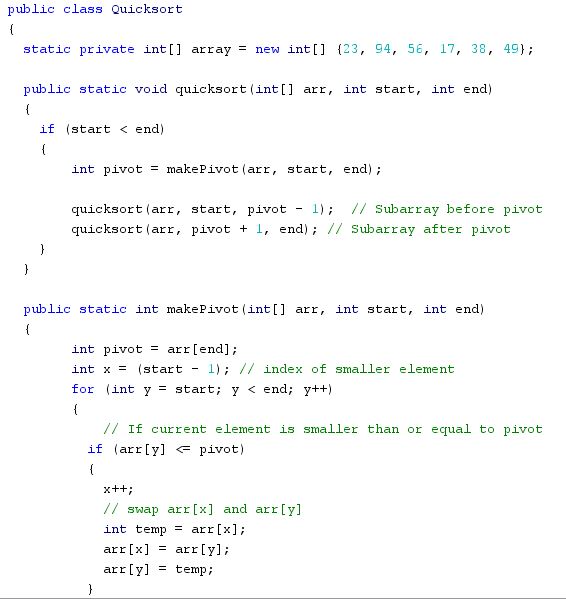 public class Quicksort
{
static private int[] array = new int[] {23, 94, 56, 17, 38, 49};
public static void quicksort(int[] arr, int start, int end)
{
if (start < end)
{
int pivot = makePivot(arr, start, end);
quicksort(arr, start, pivot - 1); // Subarray before pivot
quicksort(arr, pivot + 1, end); // Subarray after pivot
}
}
public static int makePivot(int[] arr, int start, int end)
{
int pivot = arr[end];
int x = (start - 1); // index of smaller element
for (int y = start; y < end; y++)
{
// If current element is smaller than or equal to pivot
if (arr[y] <= pivot)
{
x++;
// swap arr[x] and arr[y]
int temp = arr[x];
arr[x] = arr[y];
arr[y] = temp;
}